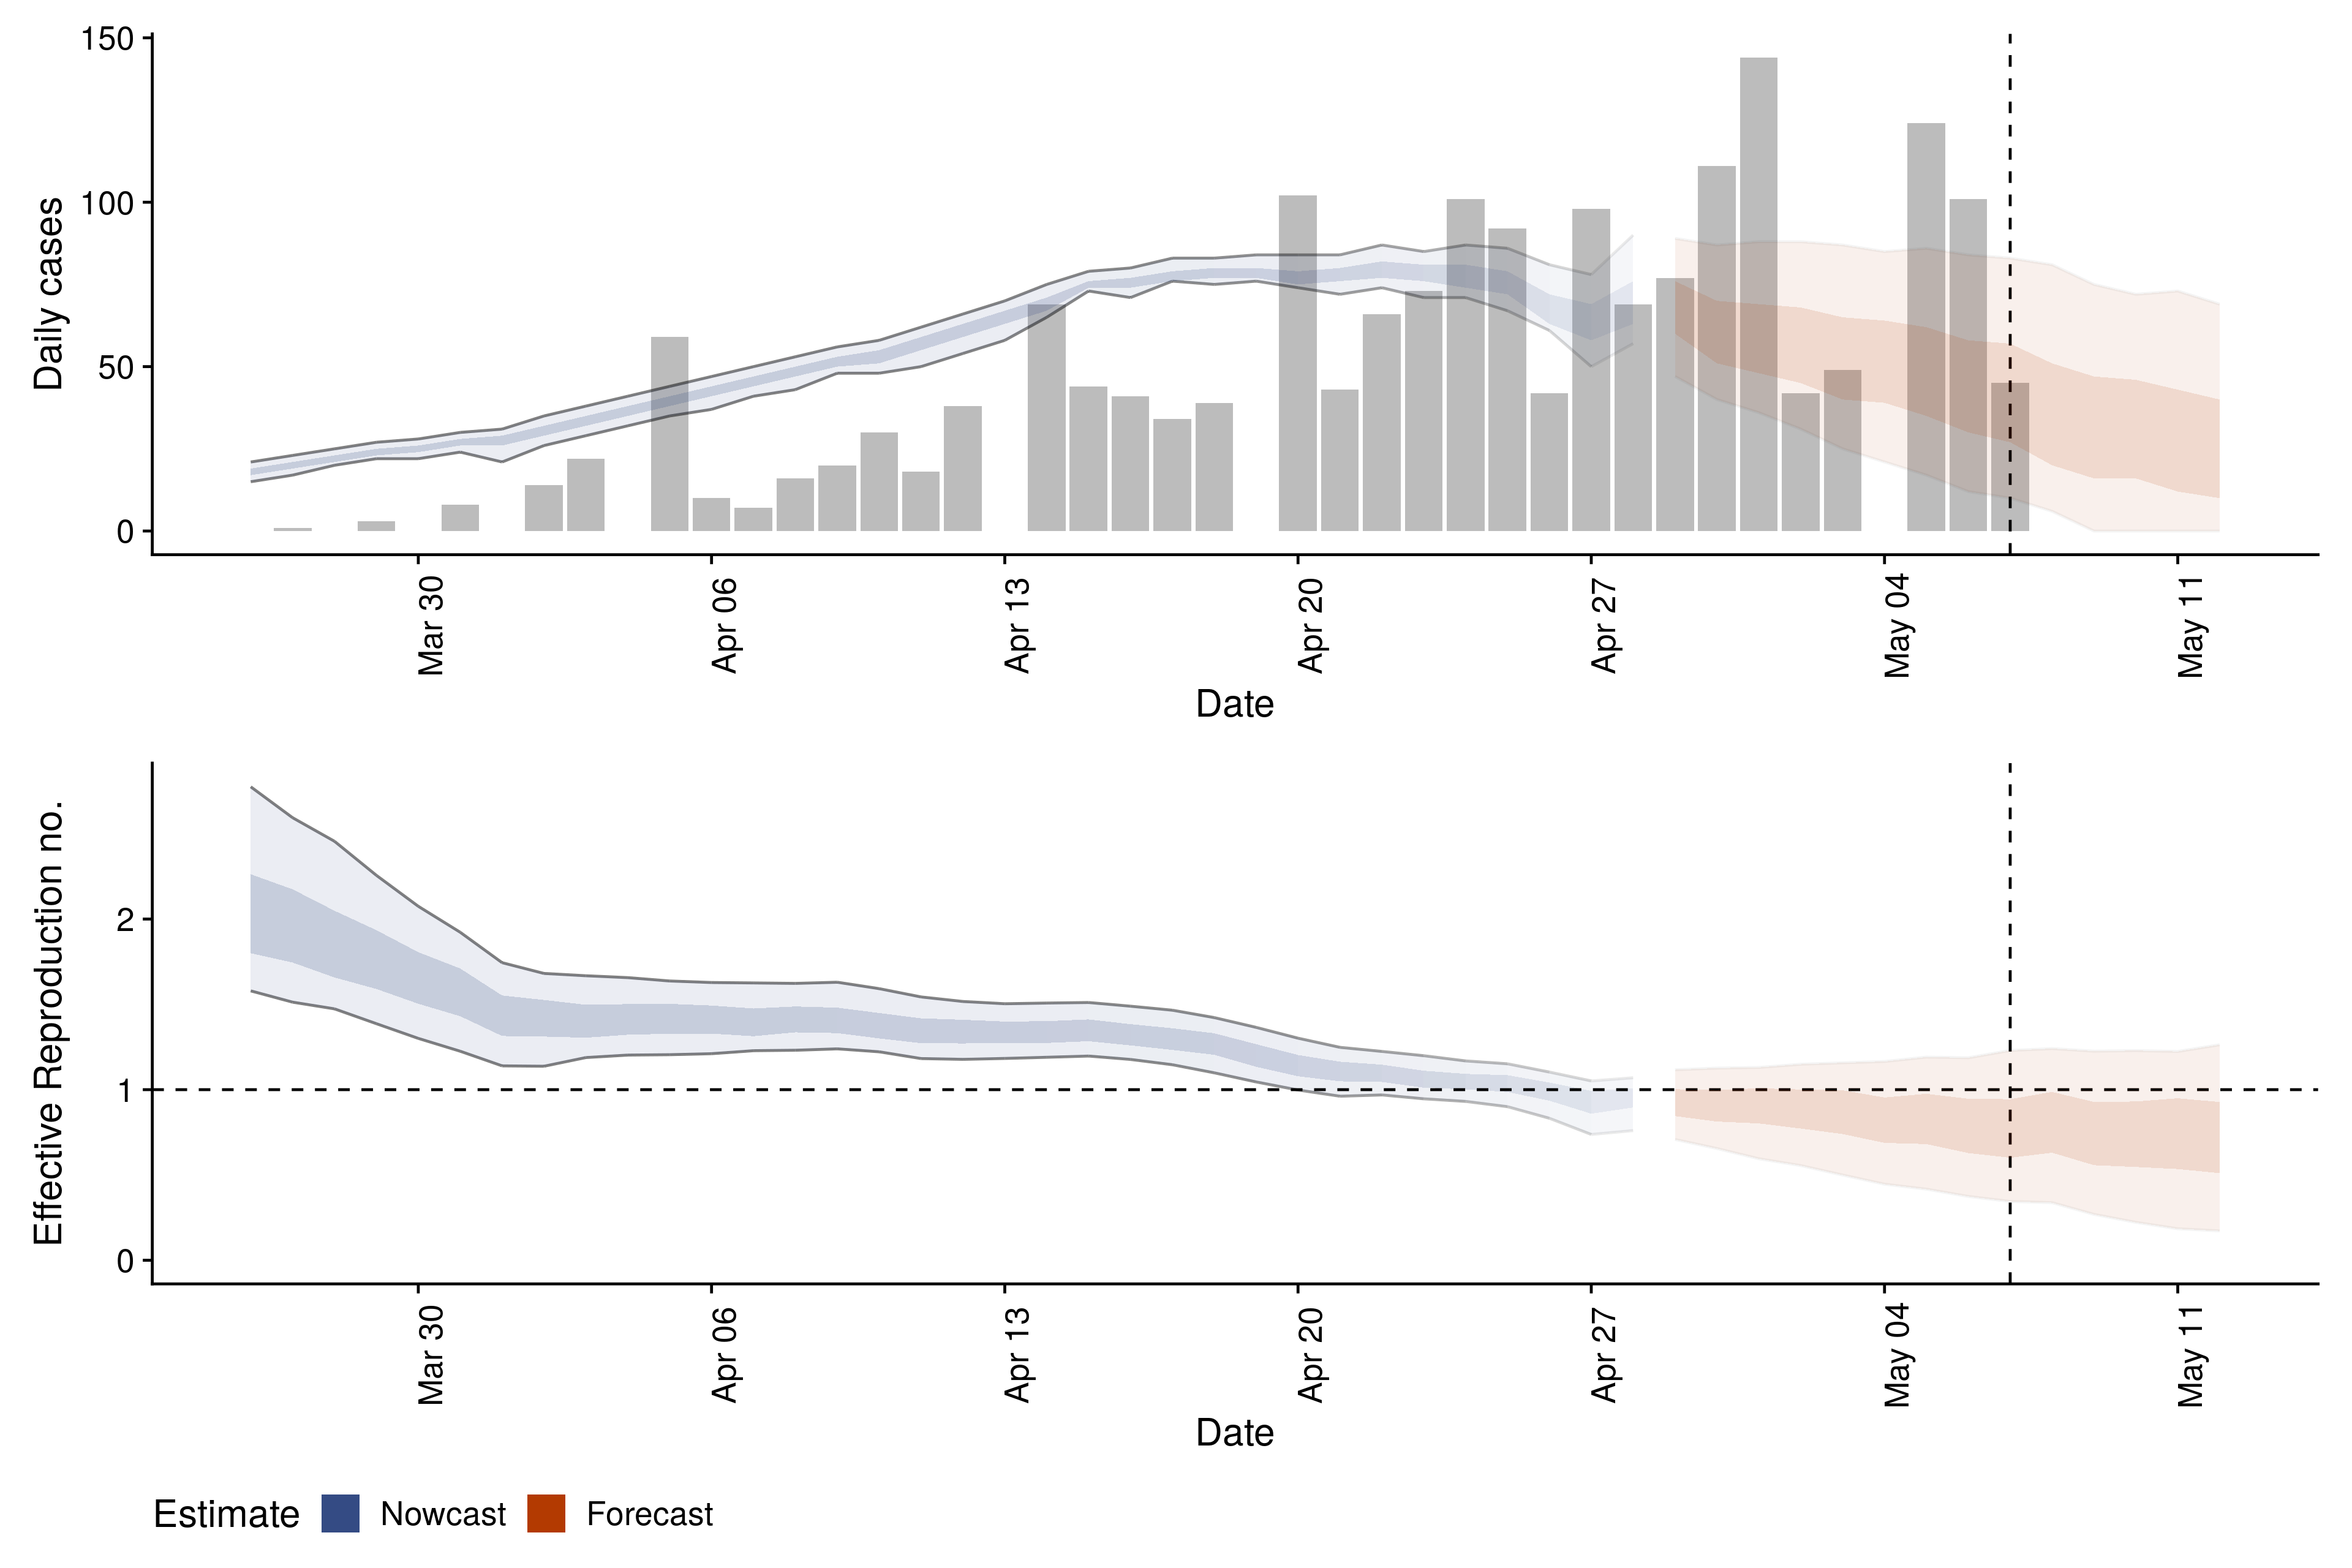 Daily cases
150
100
50
0
Mar 30
Apr 06
Apr 13
Apr 20
Apr 27
May 04
May 11
Date
Effective Reproduction no.
2
1
0
Mar 30
Apr 06
Apr 13
Apr 20
Apr 27
May 04
May 11
Date
Estimate Nowcast Forecast